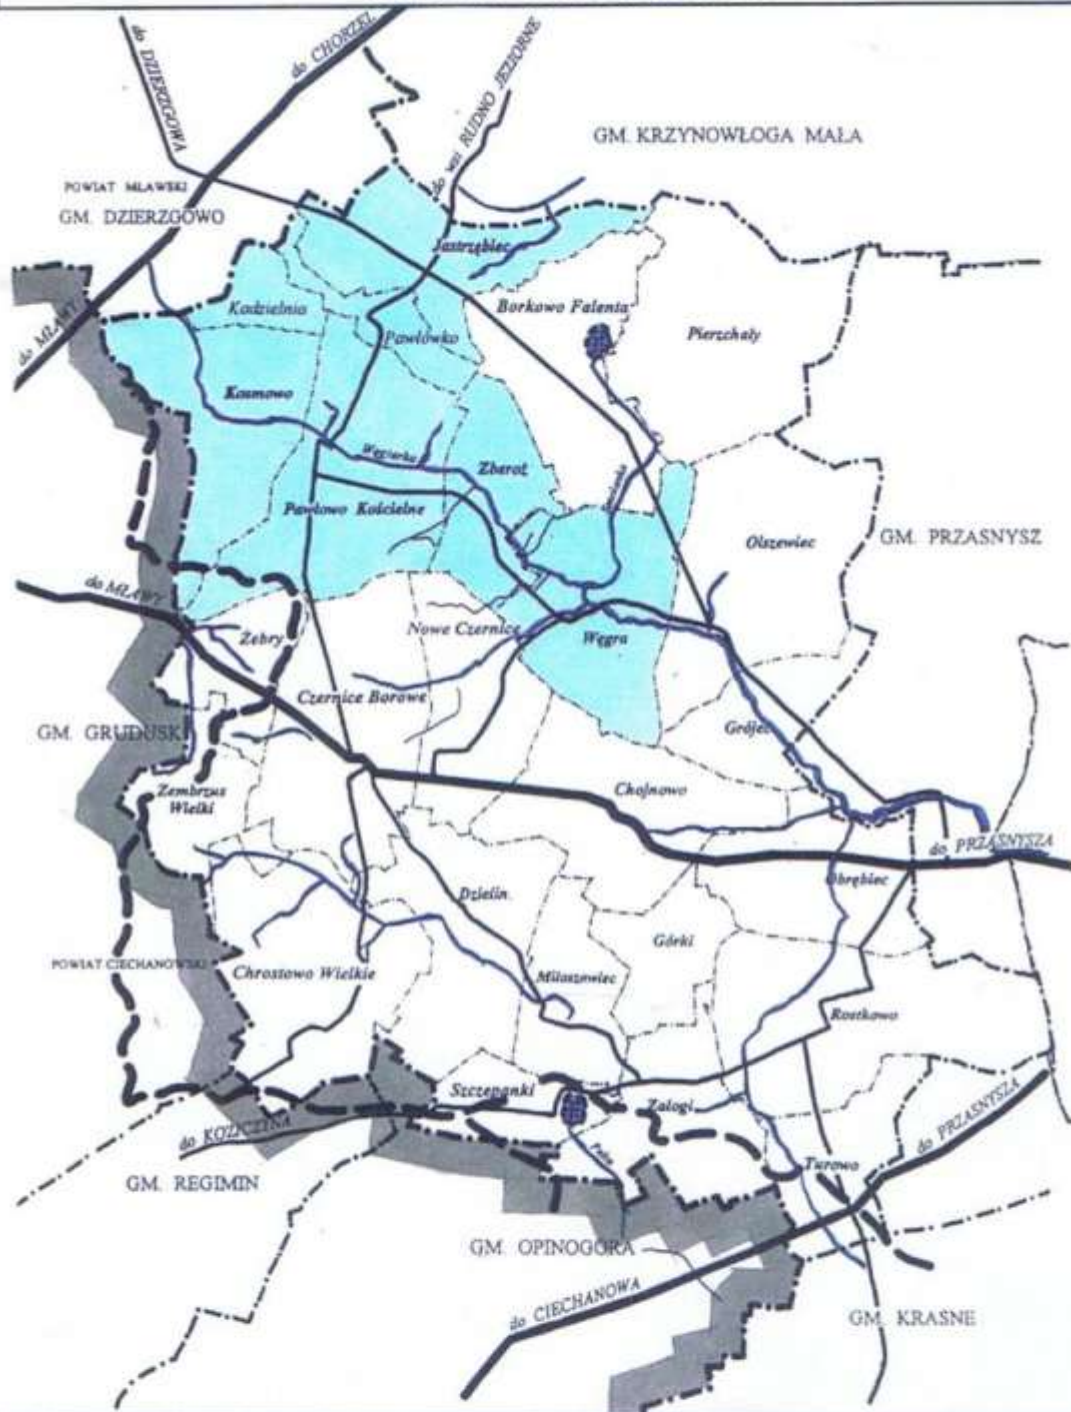 do DZIERZGOWA
do CHORZEL
do wsi RUDNO JEZIORNE
GM. KRZYNOWŁOGA MAŁA
POWIAT MŁAWSKI
GM. DZIERZGOWO
Jastrzębiec
Kadzielnia
Borkowo Falenta
Pawłówko
Pierzchały
do MŁAWY
Kosmowo
Węgierka
Zberoż
Pawłowo Kościelne
Olszewiec
GM. PRZASNYSZ
do MŁAWY
Żebry
Nowe Czernice
Węgra
Czernice Borowe
GM. GRUDUSK
Grójec
Zembrzus
Wielki
Chojnowo
do PRZASNYSZA
Obrębiec
Dzielin
Górki
POWIAT CIECHANOWSKI
Chrostowo Wielkie
Miłoszewiec
Rostkowo
Szczepanki
Załogi
do PRZASNYSZA
do KOZICZYNA
Pełta
Turowo
GM. REGIMIN
GM. OPINOGÓRA
do CIECHANOWA
GM. KRASNE